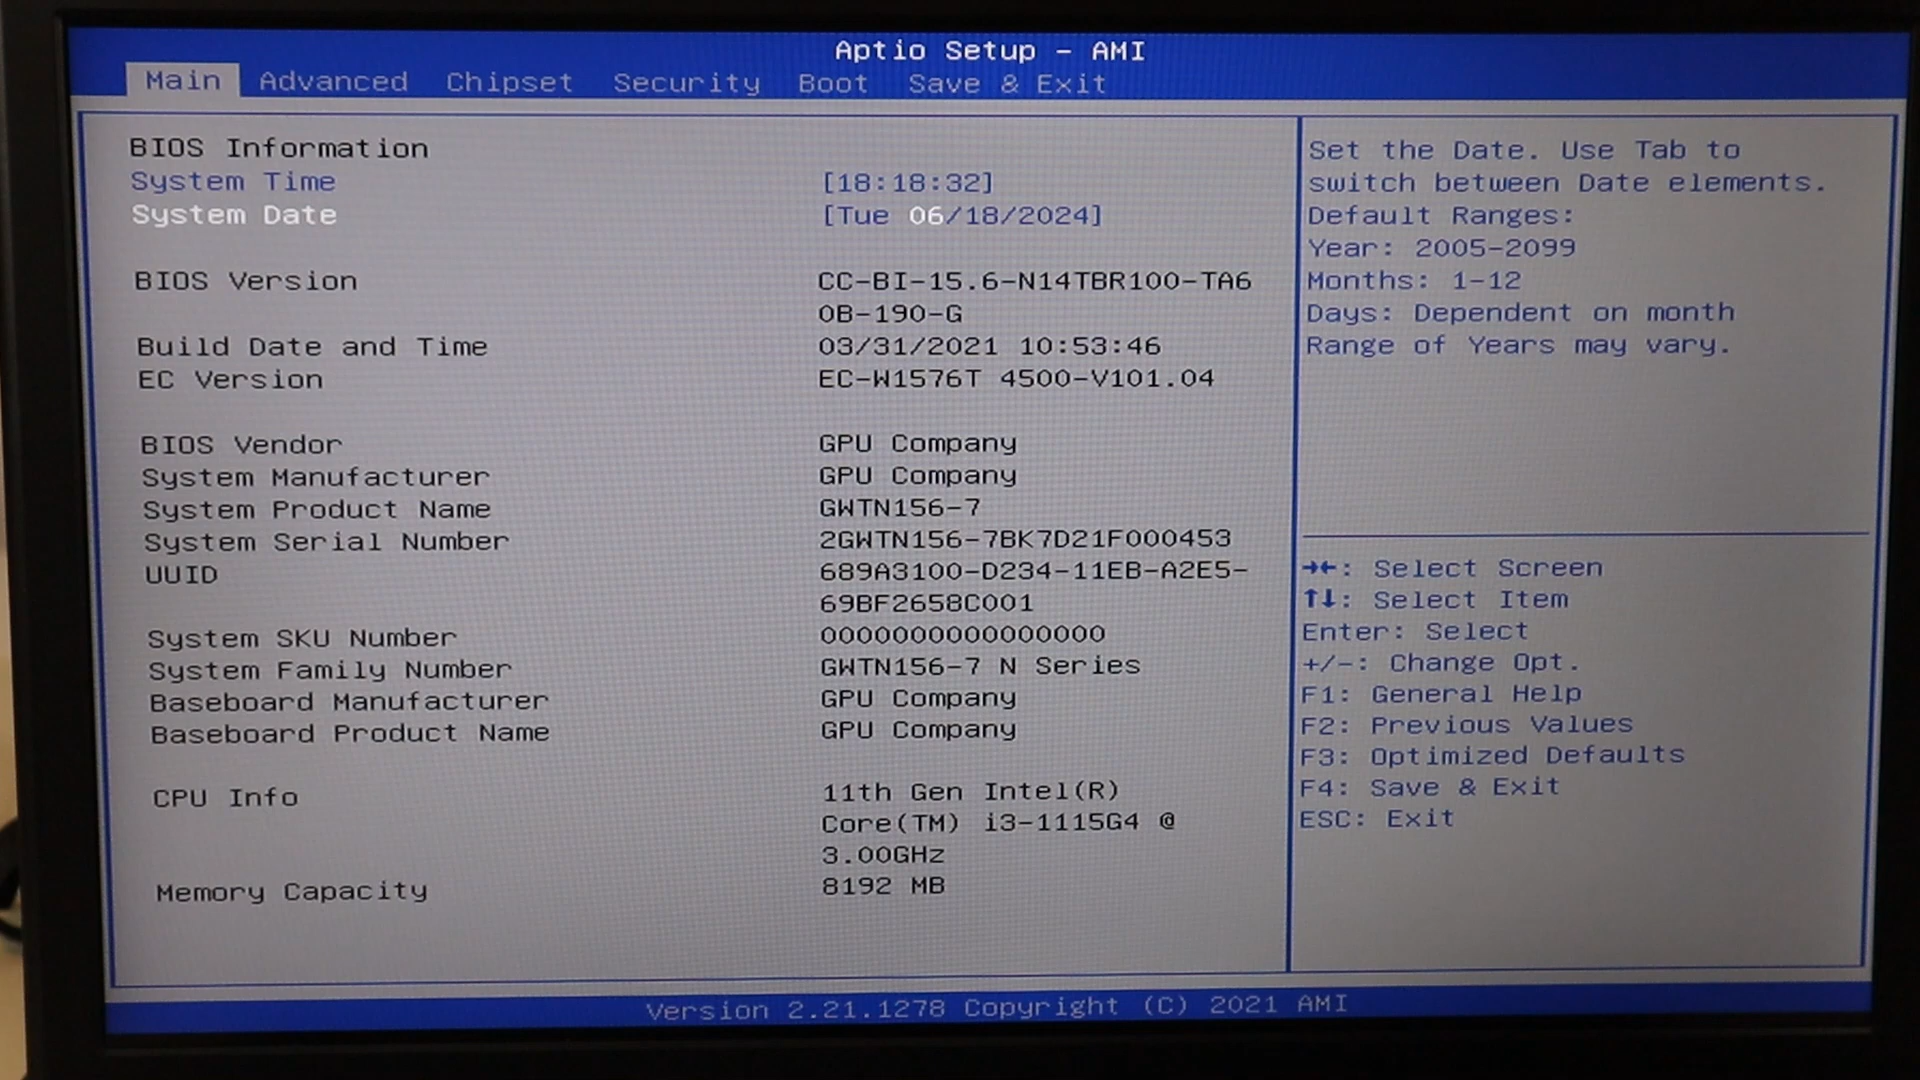 Aptio Setup – AMI
Main Advanced Chipset Security Boot Save & Exit
BIOS Information
System Time [18:18:32]
System Date [Tue 06/18/2024]
BIOS Version CC-BI-15.6-N14TBR100-TA6
0B-190-G
Build Date and Time 03/31/2021 10:53:46
EC Version EC-W1576T 4500-V101.04
BIOS Vendor GPU Company
System Manufacturer GPU Company
System Product Name GWTN156-7
System Serial Number 2GWTN156-7BK7D21F000453
UUID 689A3100-D234-11EB-A2E5-
69BF2658C001
System SKU Number 0000000000000000
System Family Number GWTN156-7 N Series
Baseboard Manufacturer GPU Company
Baseboard Product Name GPU Company
CPU Info 11th Gen Intel(R)
Core(TM) i3-1115G4 @
3.00GHz
Memory Capacity 8192 MB
Set the Date. Use Tab to
switch between Date elements.
Default Ranges:
Year: 2005-2099
Months: 1-12
Days: Dependent on month
Range of Years may vary.
→←: Select Screen
↑↓: Select Item
Enter: Select
+/-: Change Opt.
F1: General Help
F2: Previous Values
F3: Optimized Defaults
F4: Save & Exit
ESC: Exit
Version 2.21.1278 Copyright (C) 2021 AMI